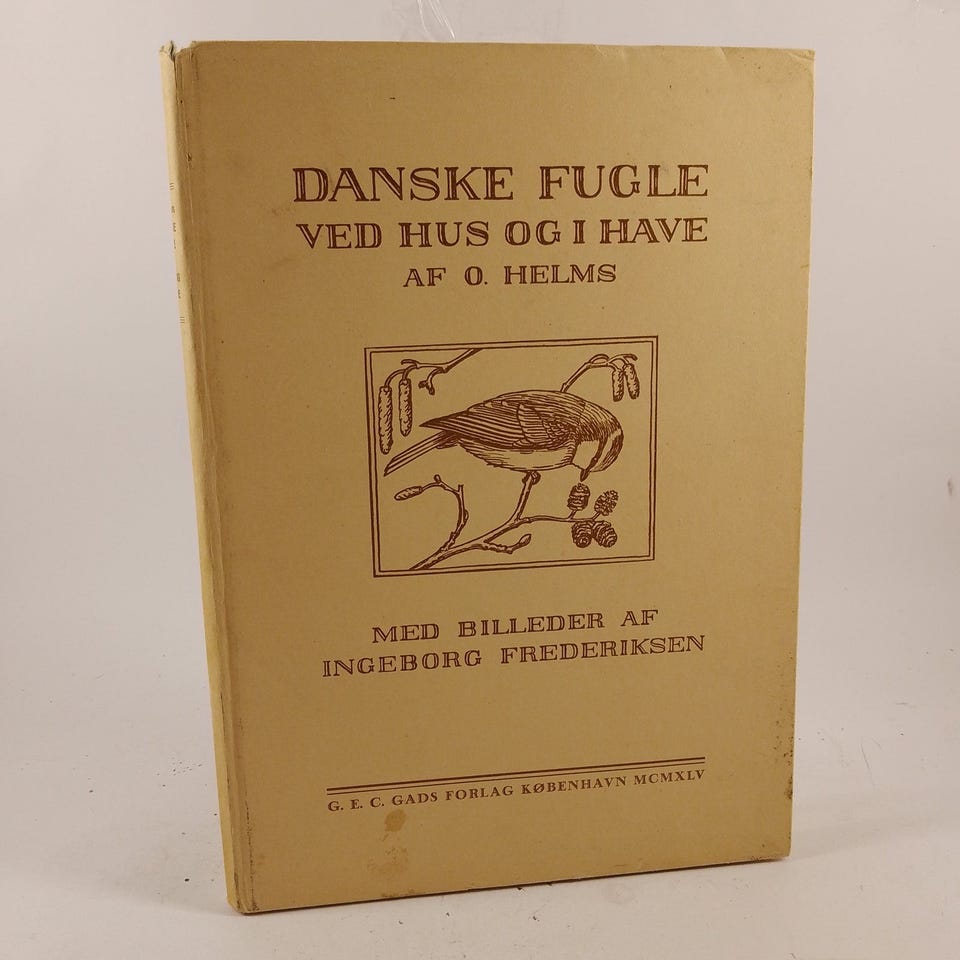 DANSKE FUGLE
VED HUS OG I HAVE
AF O. HELMS
MED BILLEDER AF
INGEBORG FREDERIKSEN
G. E. C. GADS FORLAG KØBENHAVN MCMXLV